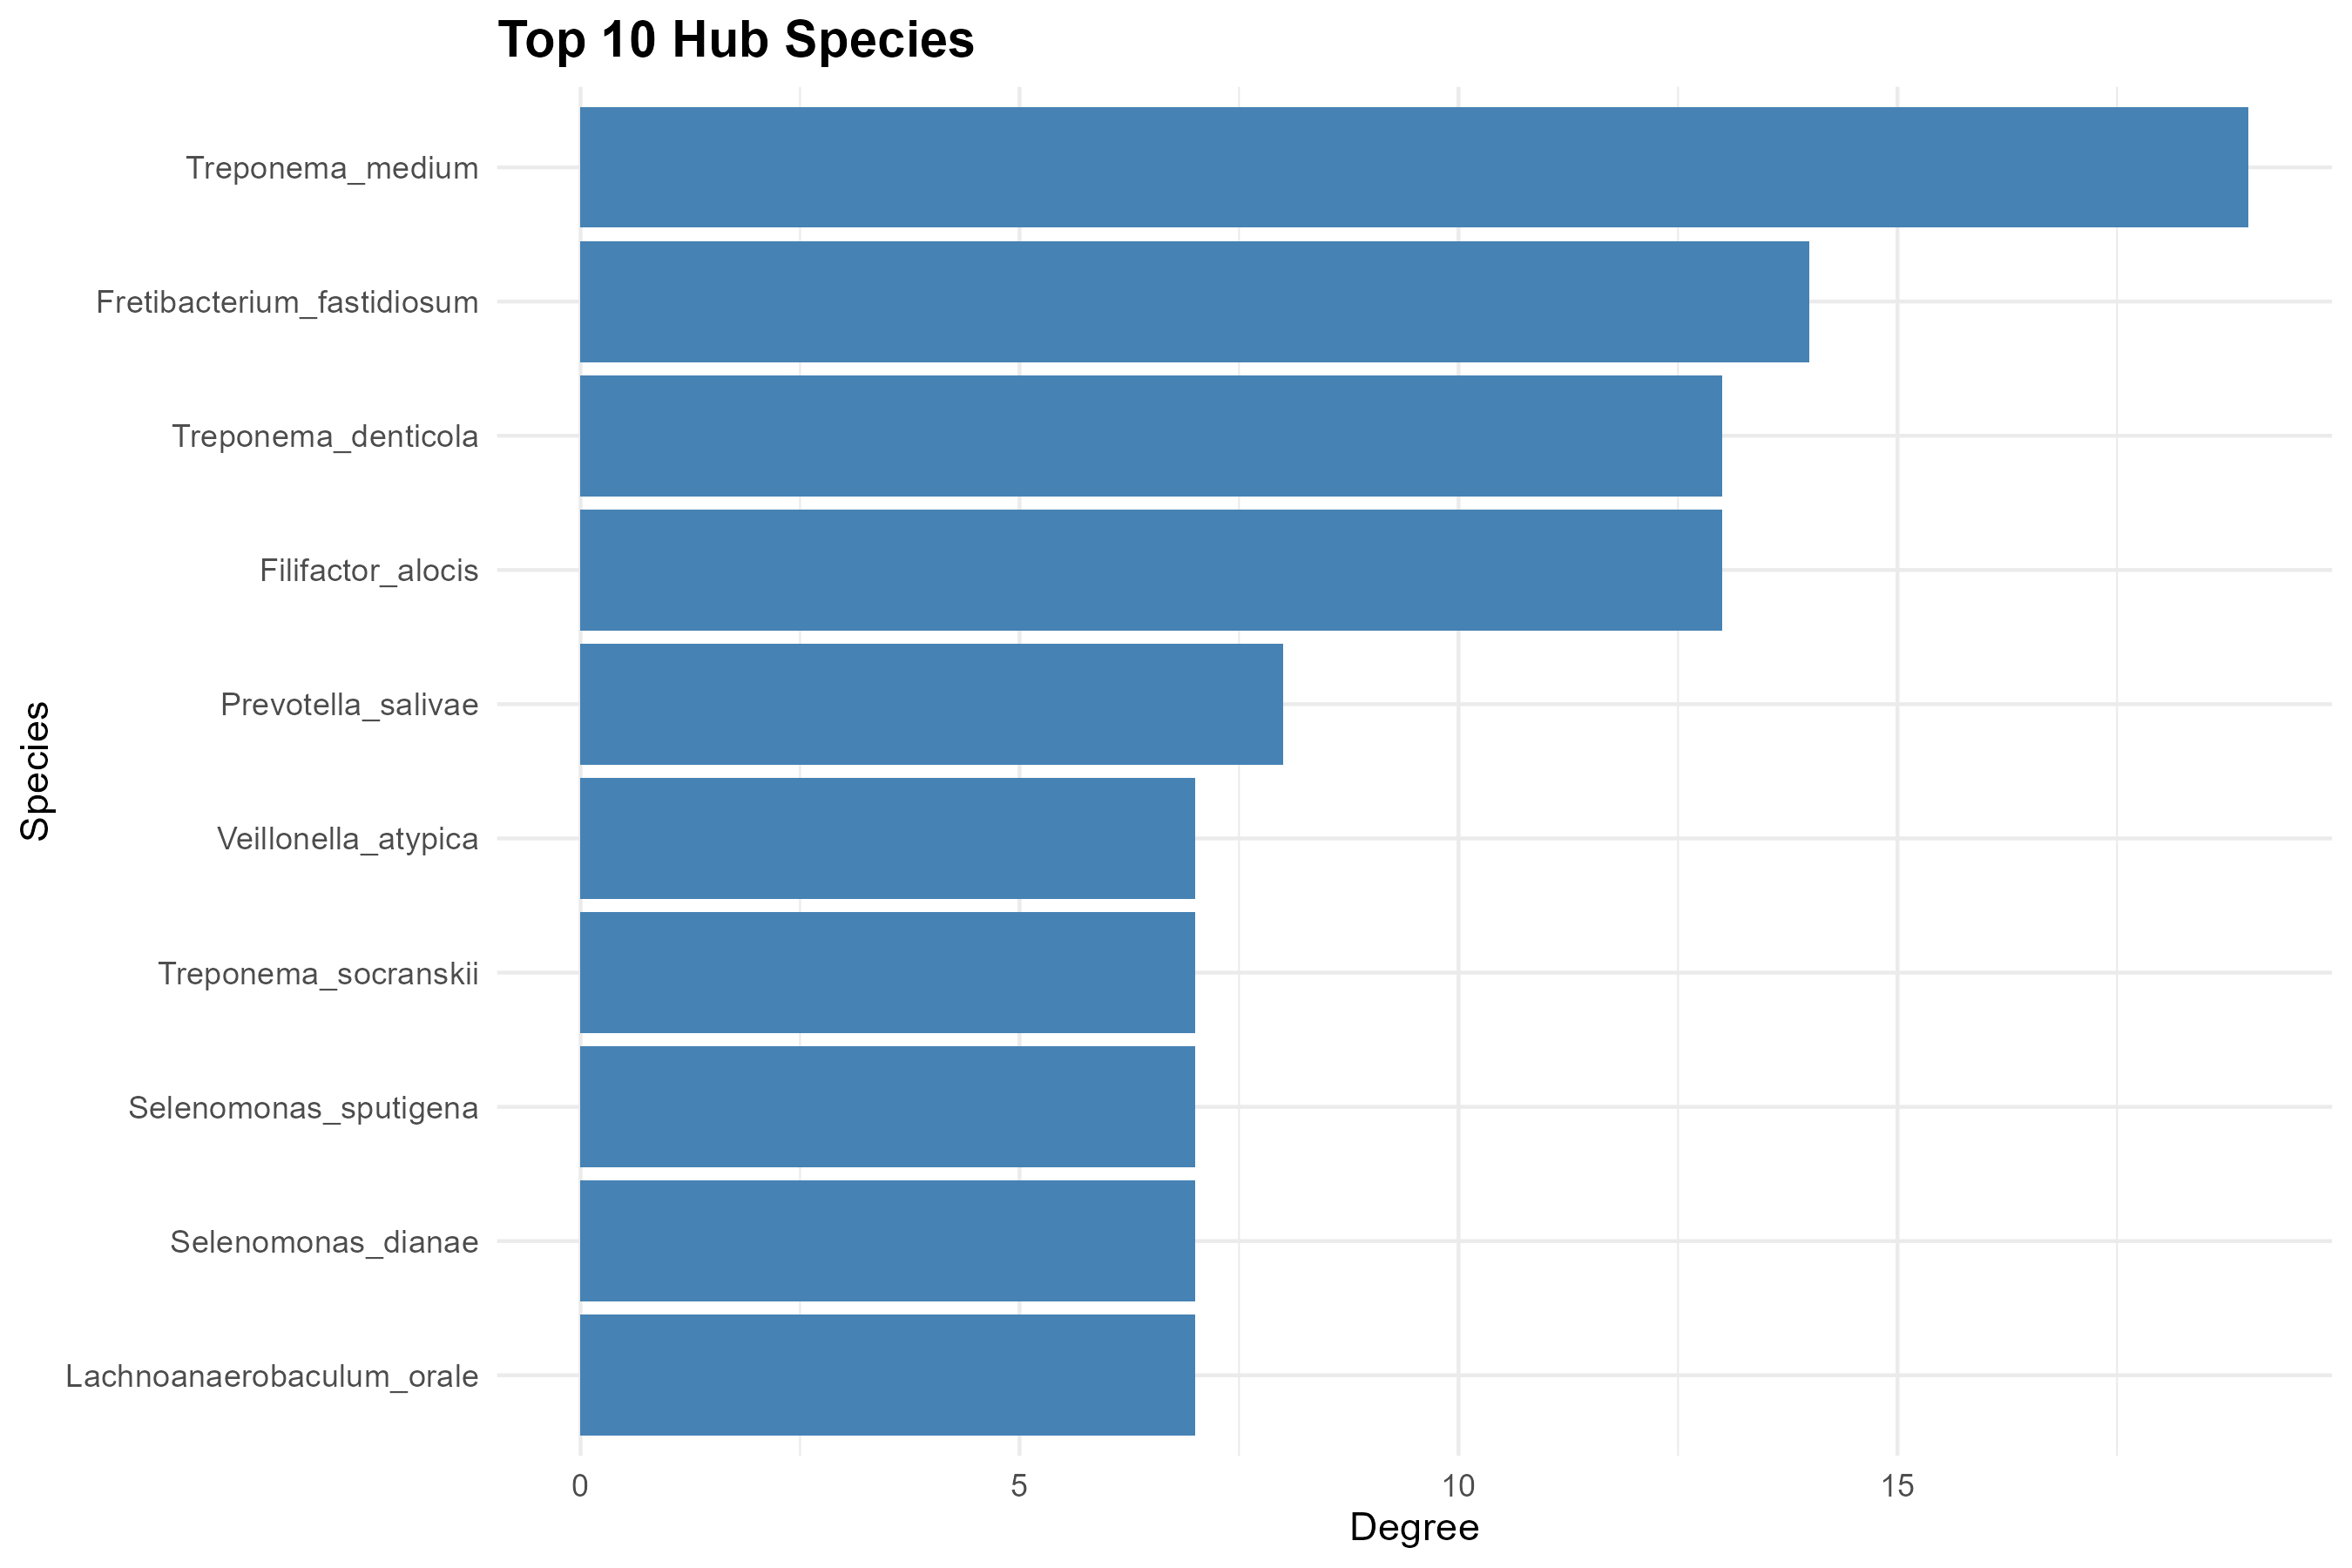 Top 10 Hub Species
Treponema_medium
Fretibacterium_fastidiosum
Treponema_denticola
Filifactor_alocis
Prevotella_salivae
Veillonella_atypica
Treponema_socranskii
Selenomonas_sputigena
Selenomonas_dianae
Lachnoanaerobaculum_orale
Species
0 5 10 15
Degree